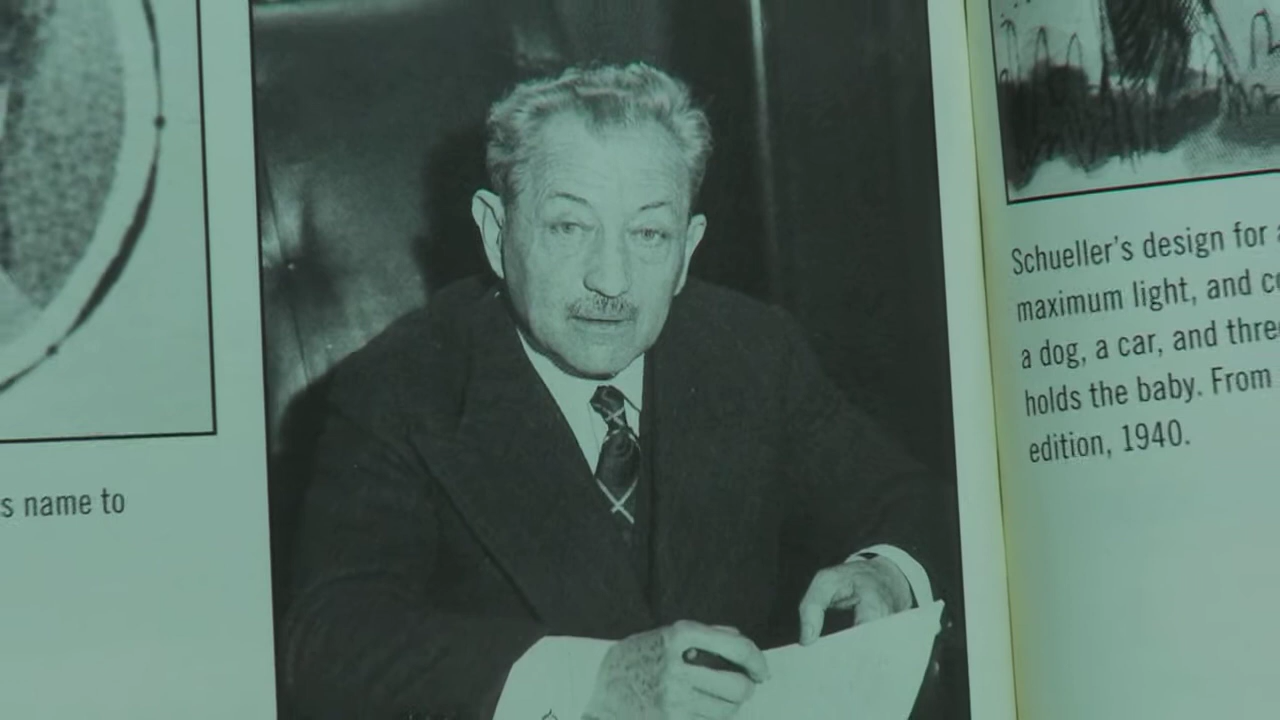 s name to
Schueller's design for
maximum light, and
a dog, a car, and
holds the baby. From
edition, 1940.